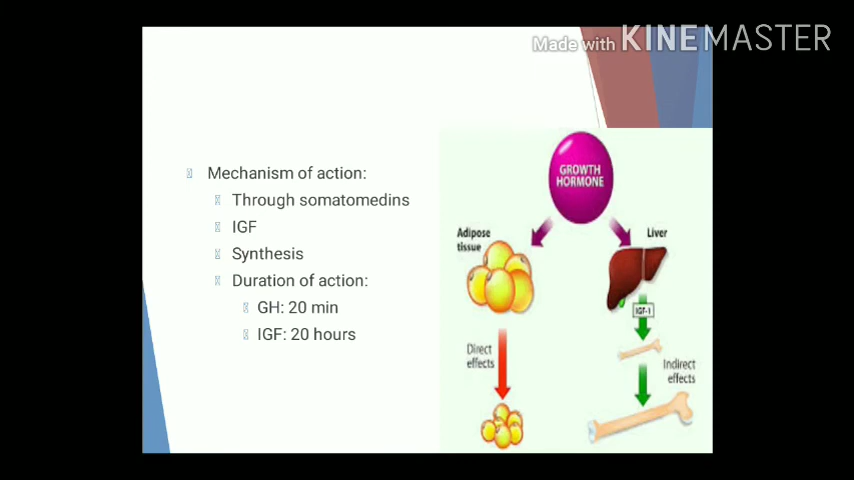 Made with KINEMASTER
Mechanism of action:
Through somatomedins
IGF
Synthesis
Duration of action:
GH: 20 min
IGF: 20 hours
GROWTH
HORMONE
Adipose
tissue
Liver
IGF-1
Direct
effects
Indirect
effects